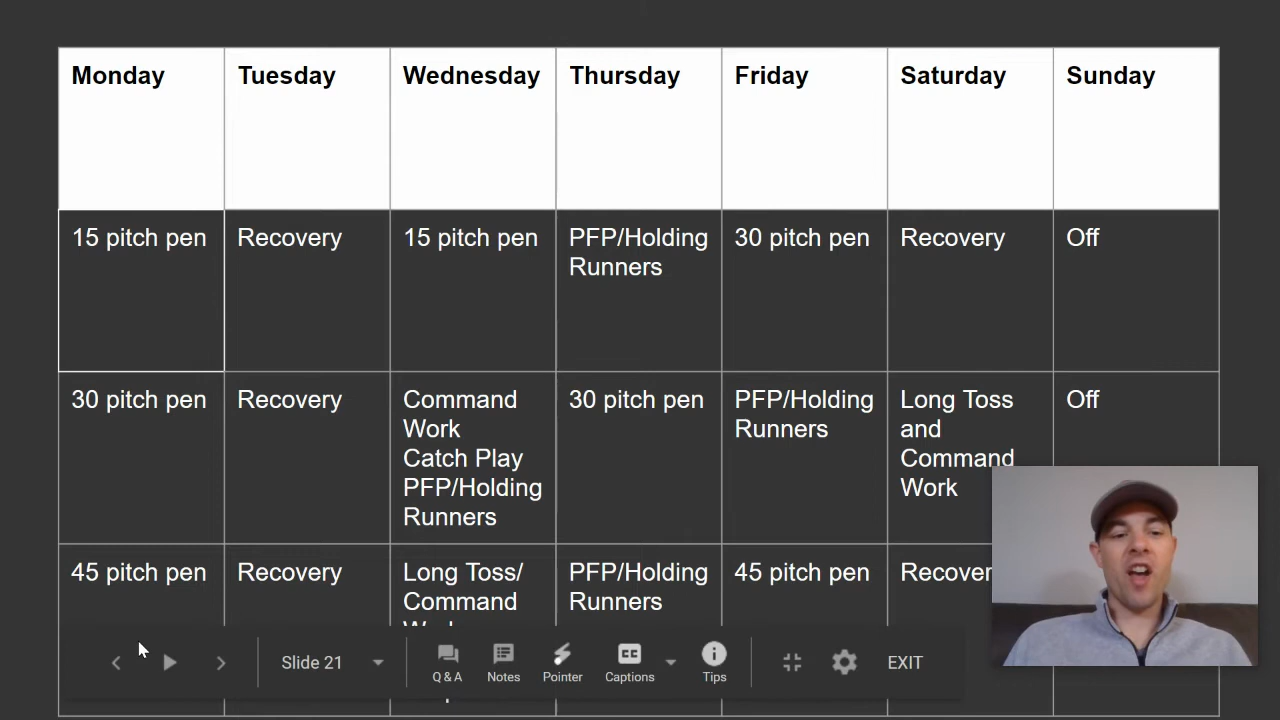 Monday
Tuesday
Wednesday
Thursday
Friday
Saturday
Sunday
15 pitch pen
Recovery
15 pitch pen
PFP/Holding
Runners
30 pitch pen
Recovery
Off
30 pitch pen
Recovery
Command
Work
Catch Play
PFP/Holding
Runners
30 pitch pen
PFP/Holding
Runners
Long Toss
and
Command
Work
Off
45 pitch pen
Recovery
Long Toss/
Command
PFP/Holding
Runners
45 pitch pen
Slide 21
Q & A
Notes
Pointer
CC
Captions
Tips
EXIT